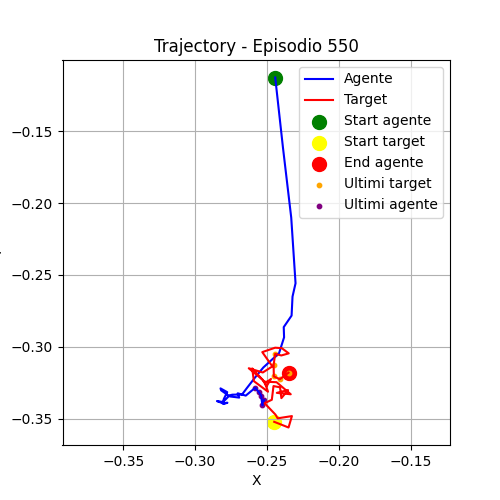 Trajectory - Episodio 550
Agente
Target
Start agente
Start target
End agente
Ultimi target
Ultimi agente
−0.15
−0.20
−0.25
−0.30
−0.35
−0.35
−0.30
−0.25
−0.20
−0.15
X